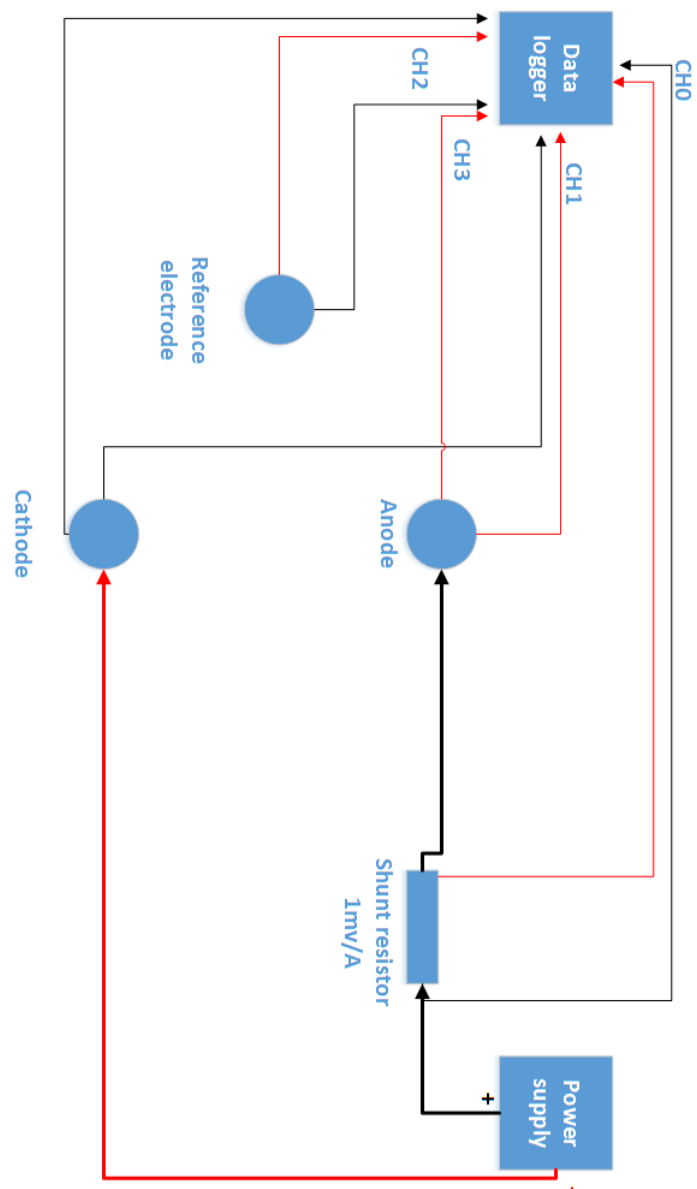 Data
logger
CH0
CH1
CH2
CH3
Reference
electrode
Anode
Cathode
Shunt resistor
1mv/A
Power
supply
+